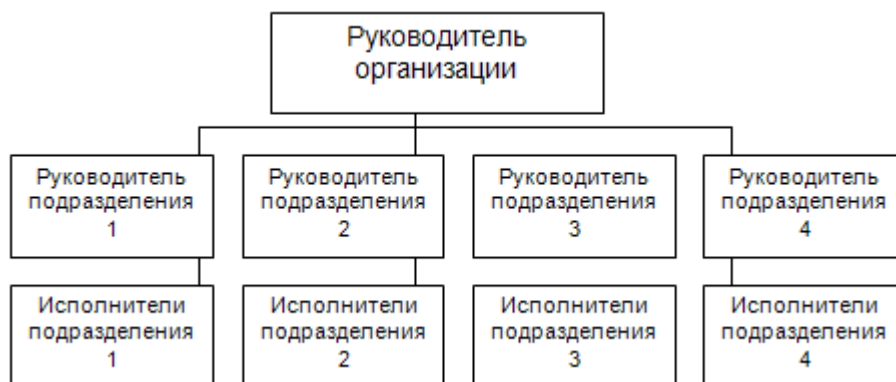 Руководитель
организации
Руководитель
подразделения
1
Руководитель
подразделения
2
Руководитель
подразделения
3
Руководитель
подразделения
4
Исполнители
подразделения
1
Исполнители
подразделения
2
Исполнители
подразделения
3
Исполнители
подразделения
4